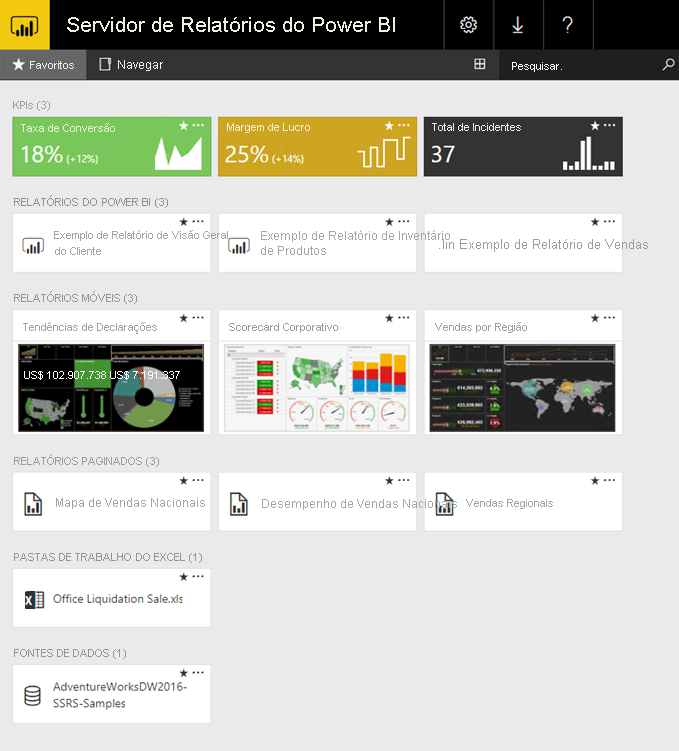 Servidor de Relatórios do Power BI
?
Favoritos
Navegar
Pesquisar.
KPIs (3)
Taxa de Conversão
18% (+12%)
Margem de Lucro
25% (+14%)
Total de Incidentes
37
RELATÓRIOS DO POWER BI (3)
Exemplo de Relatório de Visão Geral
do Cliente
Exemplo de Relatório de Inventário
de Produtos
.lin Exemplo de Relatório de Vendas
RELATÓRIOS MÓVEIS (3)
Tendências de Declarações
US$ 102.907.738 US$ 7.191.337
Scorecard Corporativo
Vendas por Região
RELATÓRIOS PAGINADOS (3)
Mapa de Vendas Nacionais
Desempenho de Vendas Nacionais
Vendas Regionais
PASTAS DE TRABALHO DO EXCEL (1)
Office Liquidation Sale.xls
FONTES DE DADOS (1)
AdventureWorksDW2016-
SSRS-Samples